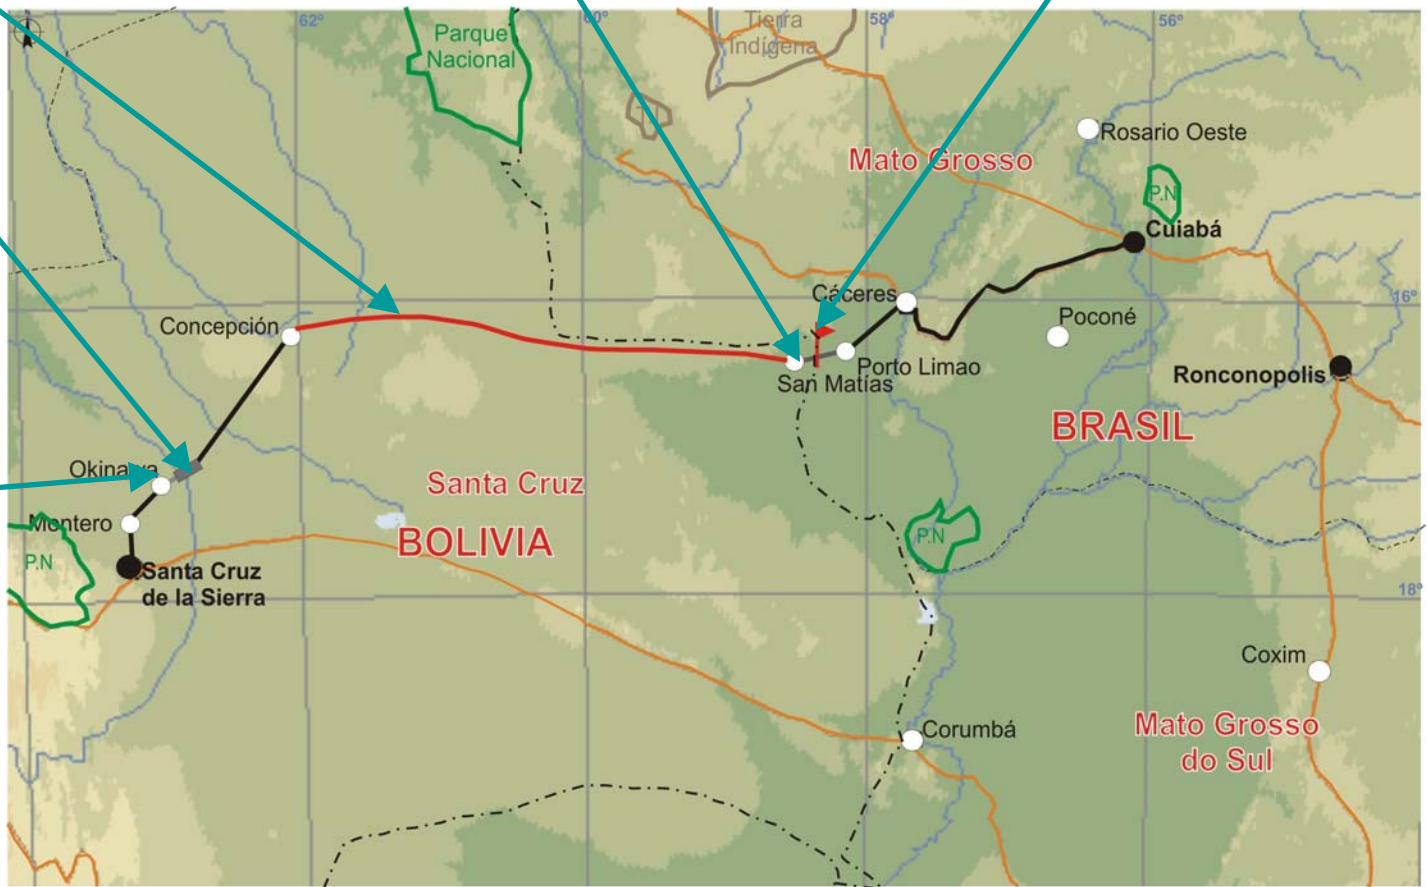 62°
60°
58°
56°
Parque
Nacional
Tierra
Indígena
Rosario Oeste
Mato Grosso
P.N
Cuiabá
Cáceres
16°
Concepción
Poconé
Porto Limao
San Matías
Ronconopolis
BRASIL
Okinawa
Santa Cruz
Montero
BOLIVIA
P.N
P.N
Santa Cruz
de la Sierra
18°
Coxim
Corumbá
Mato Grosso
do Sul